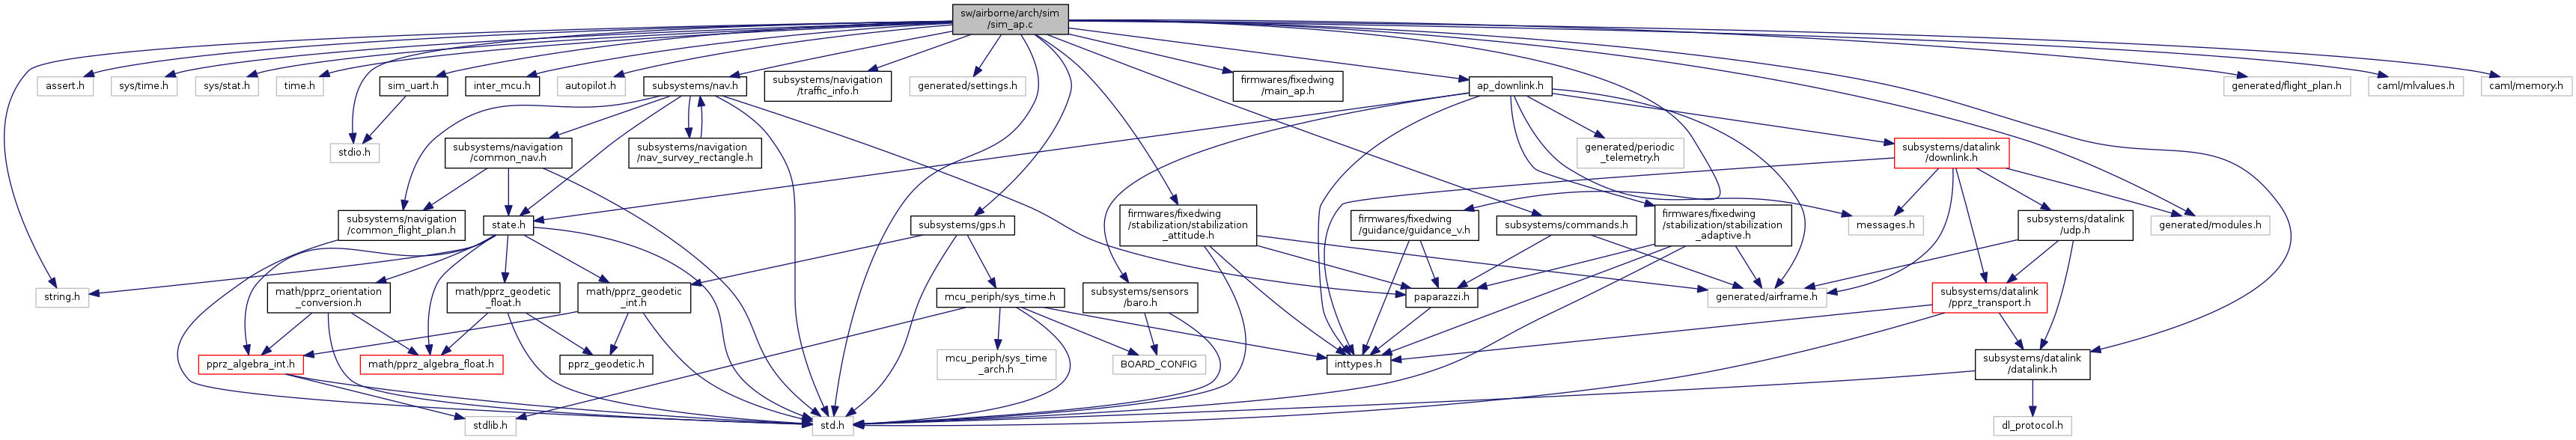 sw/airborne/arch/sim
/sim_ap.c
assert.h
sys/time.h
sys/stat.h
time.h
sim_uart.h
inter_mcu.h
autopilot.h
subsystems/nav.h
subsystems/navigation
/traffic_info.h
generated/settings.h
firmwares/fixedwing
/main_ap.h
ap_downlink.h
generated/flight_plan.h
caml/mlvalues.h
caml/memory.h
stdio.h
subsystems/navigation
/common_nav.h
subsystems/navigation
/nav_survey_rectangle.h
generated/periodic
_telemetry.h
subsystems/datalink
/downlink.h
subsystems/navigation
/common_flight_plan.h
state.h
subsystems/gps.h
firmwares/fixedwing
/stabilization/stabilization
_attitude.h
firmwares/fixedwing
/guidance/guidance_v.h
subsystems/commands.h
firmwares/fixedwing
/stabilization/stabilization
_adaptive.h
messages.h
subsystems/datalink
/udp.h
generated/modules.h
string.h
math/pprz_orientation
_conversion.h
math/pprz_geodetic
_float.h
math/pprz_geodetic
_int.h
mcu_periph/sys_time.h
subsystems/sensors
/baro.h
paparazzi.h
generated/airframe.h
subsystems/datalink
/pprz_transport.h
pprz_algebra_int.h
math/pprz_algebra_float.h
pprz_geodetic.h
mcu_periph/sys_time
_arch.h
BOARD_CONFIG
inttypes.h
subsystems/datalink
/datalink.h
stdlib.h
std.h
dl_protocol.h